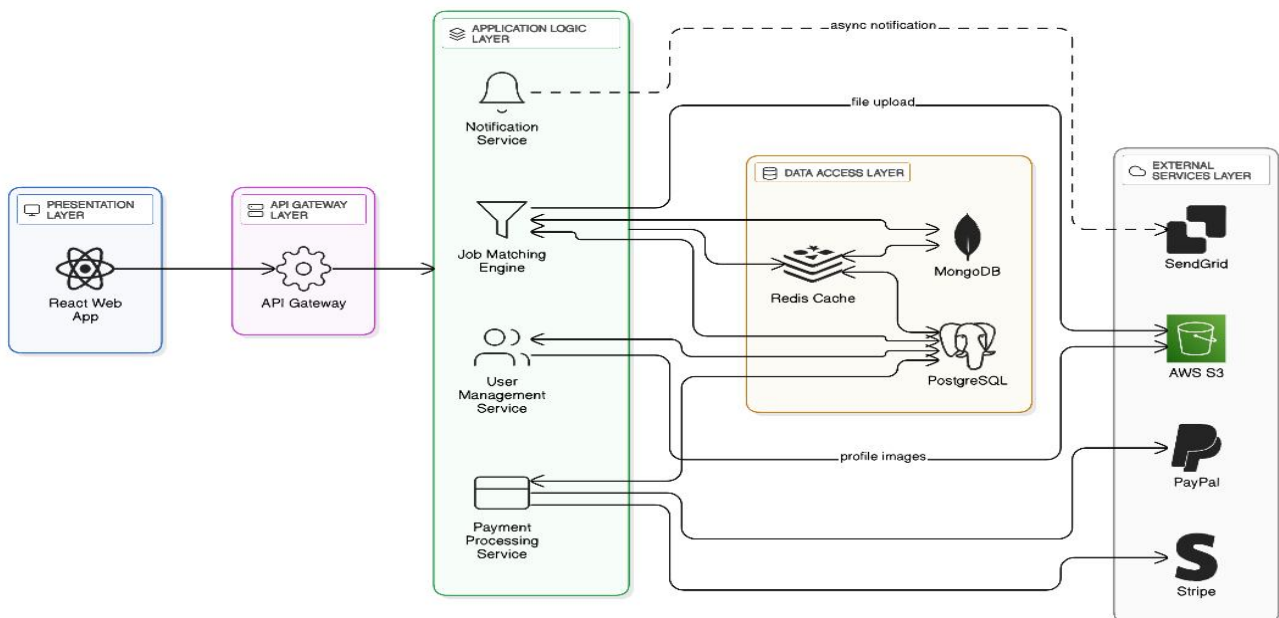 PRESENTATION
LAYER
React Web
App
API GATEWAY
LAYER
API Gateway
APPLICATION LOGIC
LAYER
Notification
Service
Job Matching
Engine
User
Management
Service
Payment
Processing
Service
async notification
file upload
DATA ACCESS LAYER
MongoDB
Redis Cache
PostgreSQL
profile images
EXTERNAL
SERVICES LAYER
SendGrid
AWS S3
PayPal
Stripe